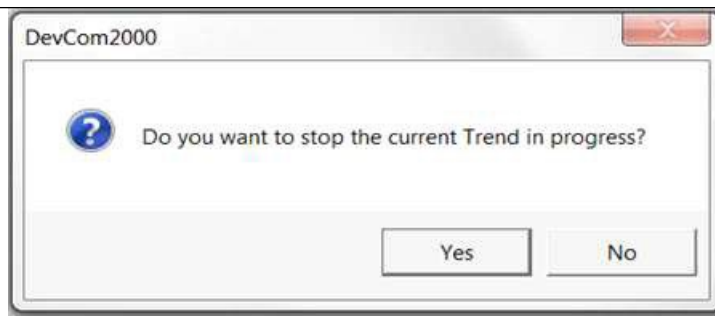 DevCom2000
Do you want to stop the current Trend in progress?
Yes
No